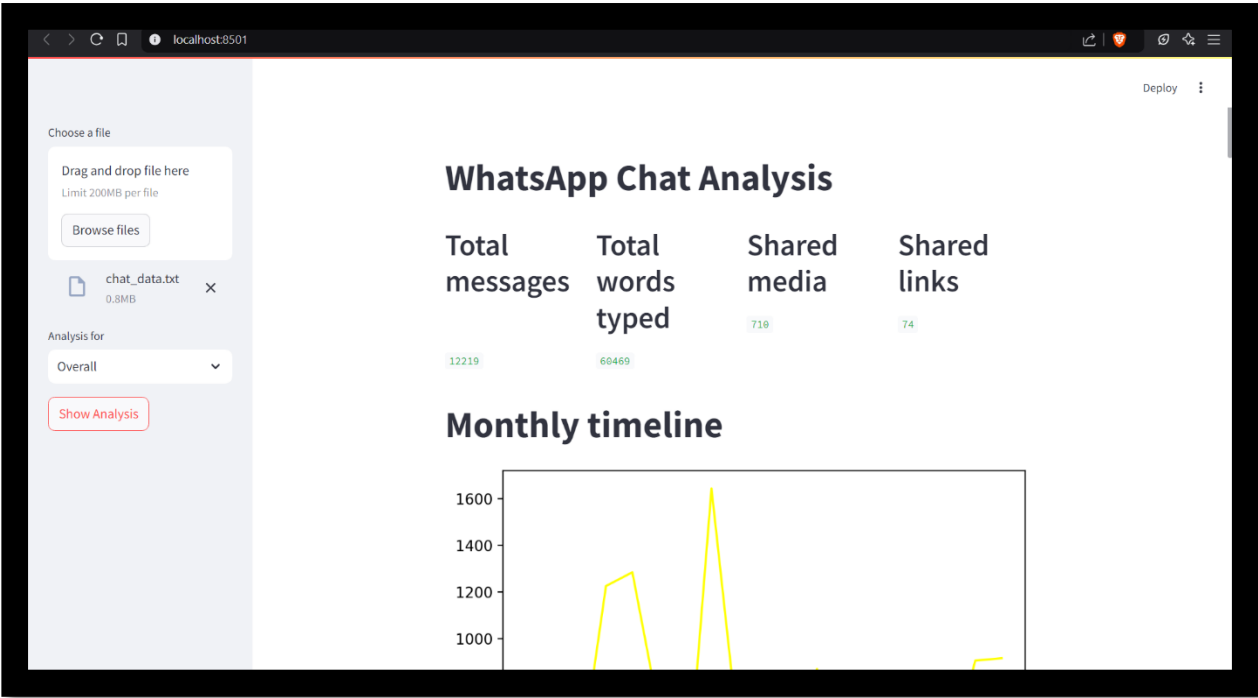 localhost:8501
Deploy
Choose a file
Drag and drop file here
Limit 200MB per file
Browse files
chat_data.txt
0.8MB
Analysis for
Overall
Show Analysis
WhatsApp Chat Analysis
Total
messages
12219
Total
words
typed
60469
Shared
media
710
Shared
links
74
Monthly timeline
1600
1400
1200
1000